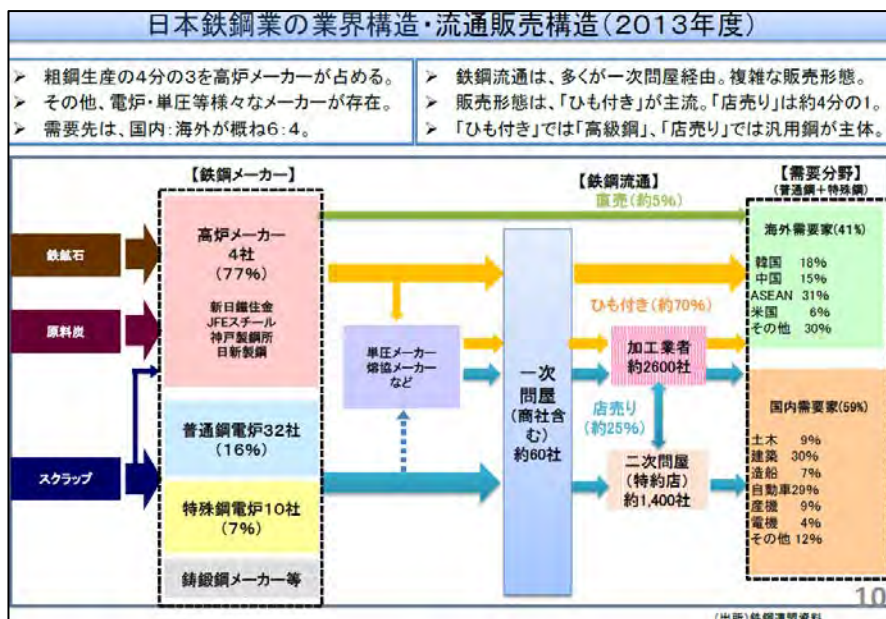 日本鉄鋼業の業界構造・流通販売構造(2013年度)
➢ 粗鋼生産の4分の3を高炉メーカーが占める。
➢ その他、電炉・単圧等様々なメーカーが存在。
➢ 需要先は、国内:海外が概ね6:4。
➢ 鉄鋼流通は、多くが一次問屋経由。複雑な販売形態。
➢ 販売形態は、「ひも付き」が主流。「店売り」は約4分の1。
➢ 「ひも付き」では「高級鋼」、「店売り」では汎用鋼が主体。
【鉄鋼メーカー】
【鉄鋼流通】
【需要分野】
(普通鋼+特殊鋼)
鉄鉱石
原料炭
スクラップ
高炉メーカー
4社
(77%)
新日鐵住金
JFEスチール
神戸製鋼所
日新製鋼
普通鋼電炉32社
(16%)
特殊鋼電炉10社
(7%)
鋳鍛鋼メーカー等
単圧メーカー
熔協メーカー
など
一次
問屋
(商社含
む)
約60社
直売(約5%)
ひも付き(約70%)
加工業者
約2600社
店売り
(約25%)
二次問屋
(特約店)
約1,400社
海外需要家(41%)
韓国 18%
中国 15%
ASEAN 31%
米国 6%
その他 30%
国内需要家(59%)
土木 9%
建築 30%
造船 7%
自動車29%
産機 9%
電機 4%
その他 12%
10
(出所)鉄鋼連盟資料